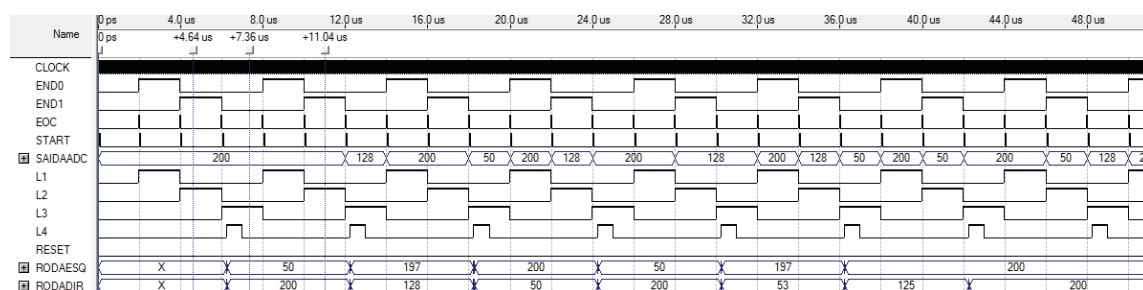 0 ps 4.0 us 8.0 us 12.0 us 16.0 us 20.0 us 24.0 us 28.0 us 32.0 us 36.0 us 40.0 us 44.0 us 48.0 us
Name 0 ps +4.64 us +7.36 us +11.04 us
CLOCK
END0
END1
EOC
START
SAIDAADC 200 128 200 50 200 128 200 128 200 128 50 200 50 200 50 128
L1
L2
L3
L4
RESET
RODAESQ X 50 197 200 50 197 200
RODADIR X 200 128 50 200 53 125 200